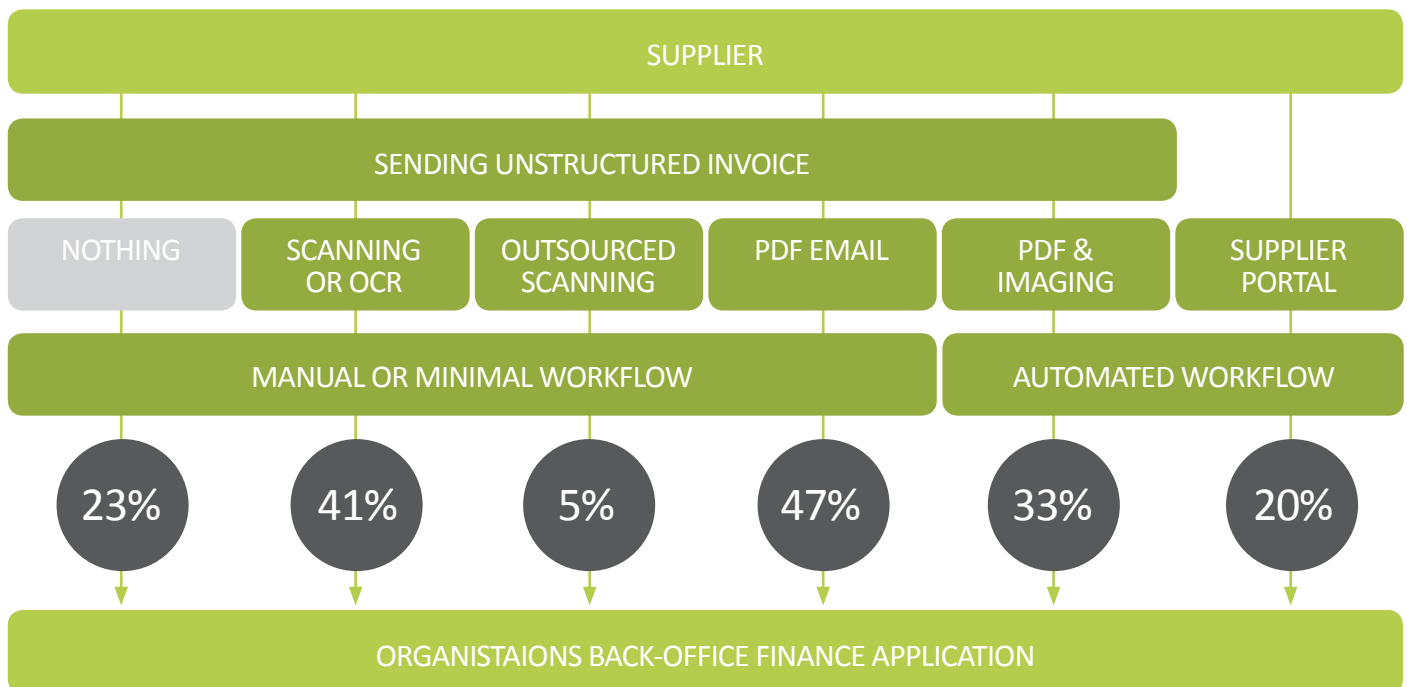 SUPPLIER
SENDING UNSTRUCTURED INVOICE
NOTHING
SCANNING
OR OCR
OUTSOURCED
SCANNING
PDF EMAIL
PDF &
IMAGING
SUPPLIER
PORTAL
MANUAL OR MINIMAL WORKFLOW
AUTOMATED WORKFLOW
23%
41%
5%
47%
33%
20%
ORGANISTAIONS BACK-OFFICE FINANCE APPLICATION